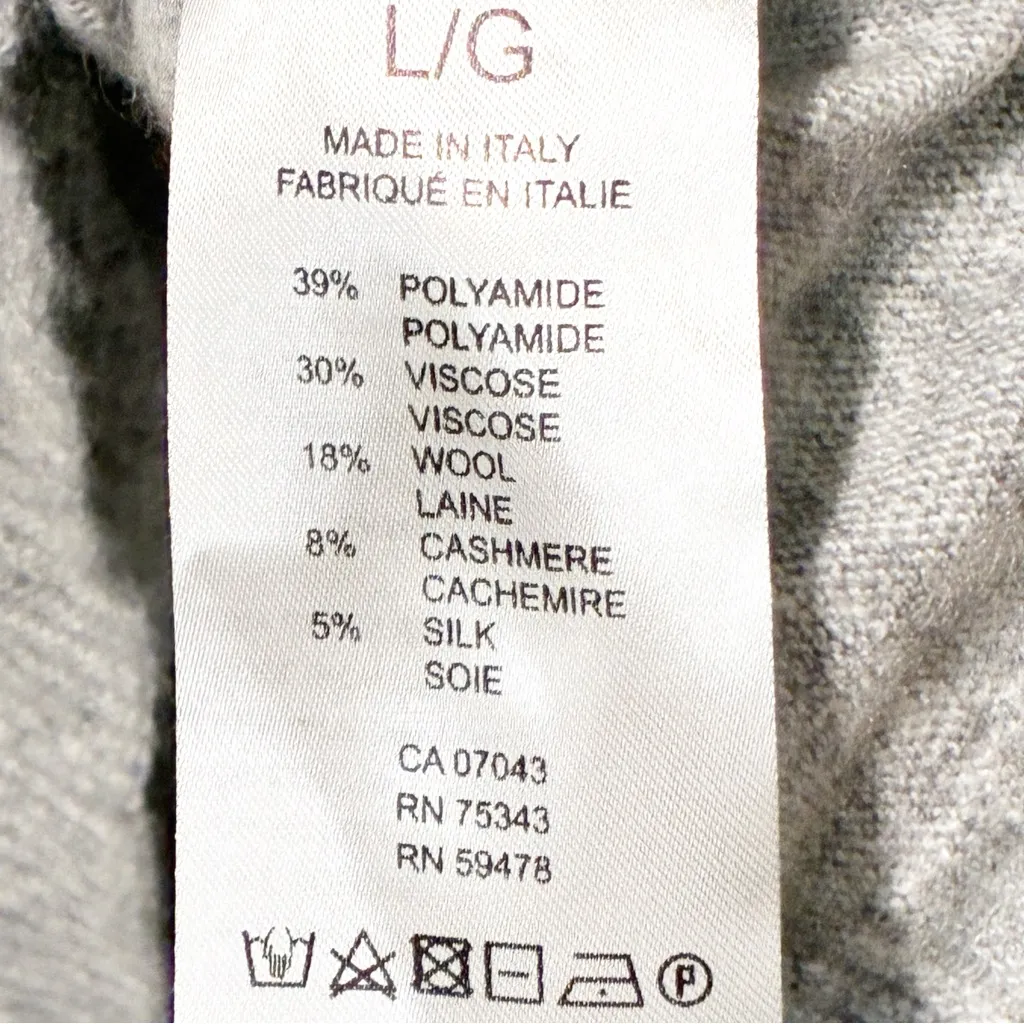 L/G
MADE IN ITALY
FABRIQUÉ EN ITALIE
39% POLYAMIDE
POLYAMIDE
30% VISCOSE
VISCOSE
18% WOOL
LAINE
8% CASHMERE
CACHEMIRE
5% SILK
SOIE
CA 07043
RN 75343
RN 59478
P